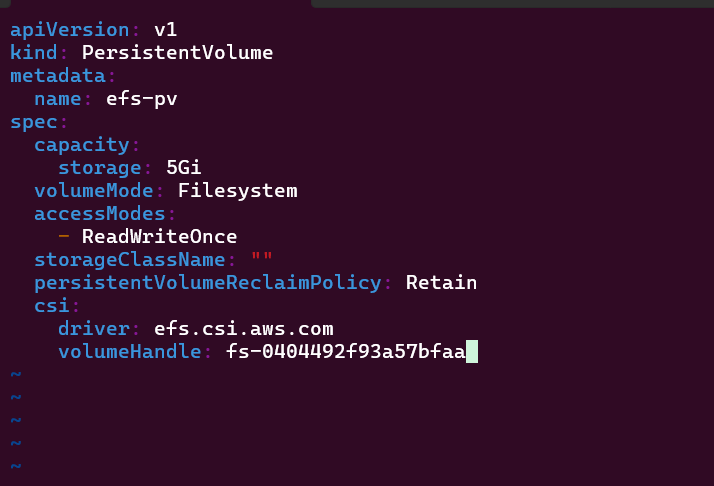 apiVersion: v1
kind: PersistentVolume
metadata:
  name: efs-pv
spec:
  capacity:
    storage: 5Gi
  volumeMode: Filesystem
  accessModes:
    - ReadWriteOnce
  storageClassName: ""
  persistentVolumeReclaimPolicy: Retain
  csi:
    driver: efs.csi.aws.com
    volumeHandle: fs-0404492f93a57bfaa
~
~
~
~
~